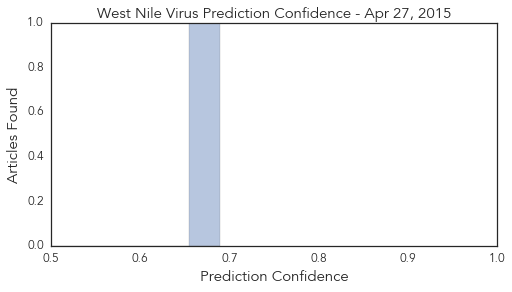 West Nile Virus Prediction Confidence - Apr 27, 2015
1.0
0.8
0.6
0.4
0.2
0.0
Articles Found
0.5 0.6 0.7 0.8 0.9 1.0
Prediction Confidence